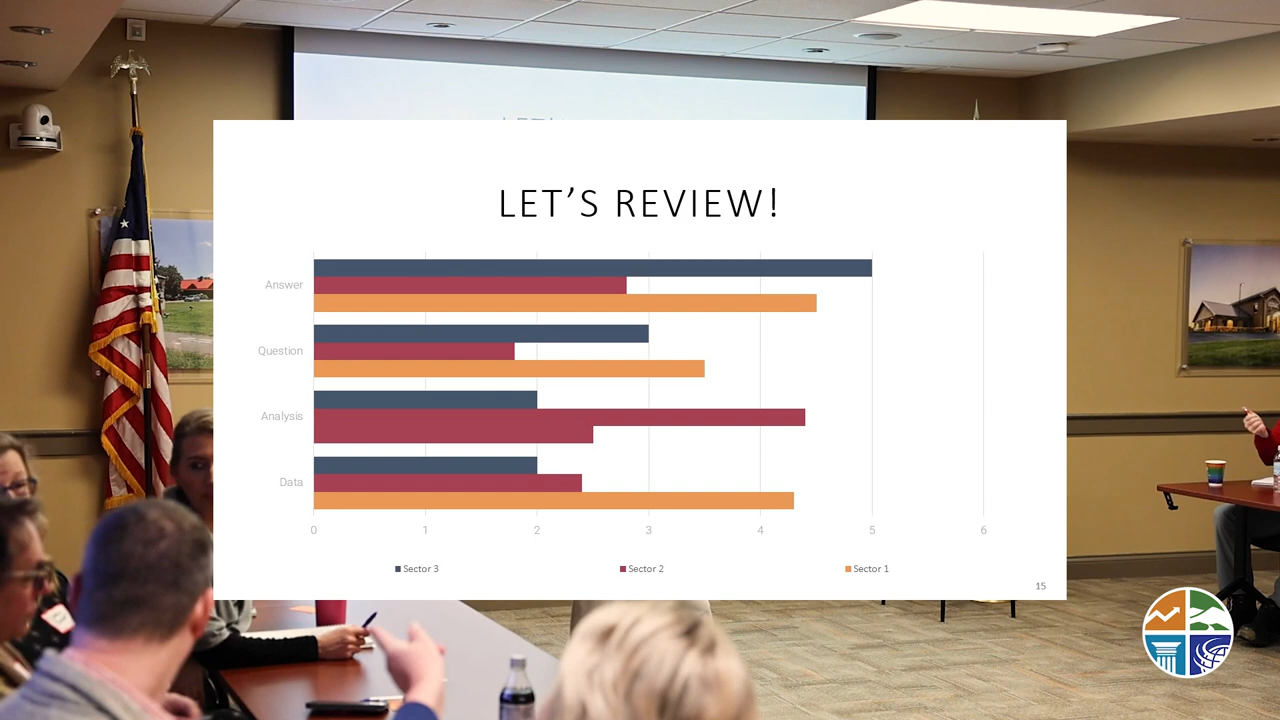 LET’S REVIEW!
Answer
Question
Analysis
Data
0 1 2 3 4 5 6
Sector 3 Sector 2 Sector 1
15